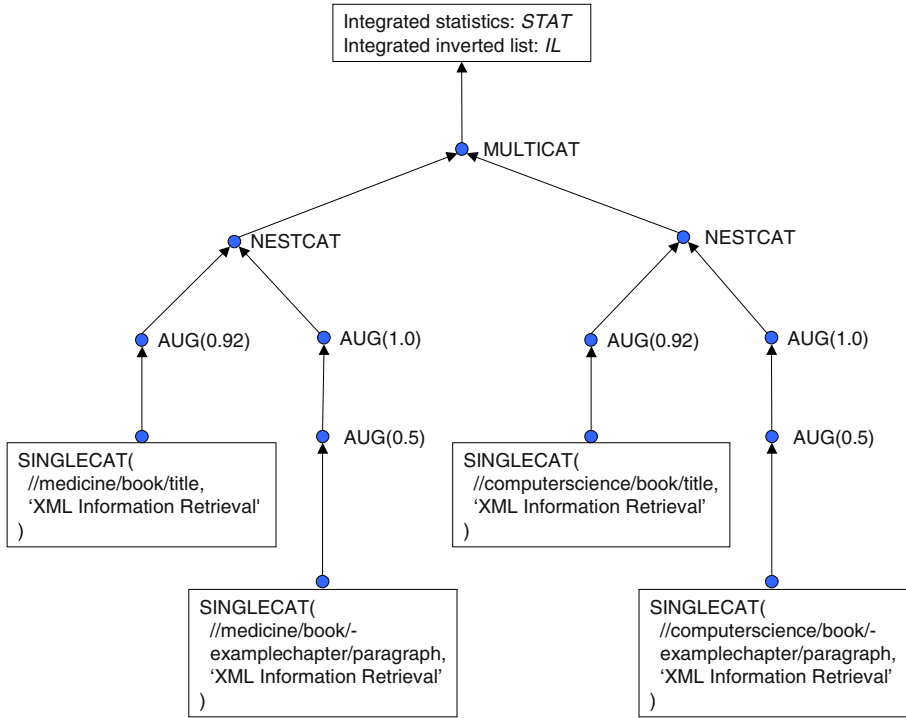 Integrated statistics: STAT
Integrated inverted list: IL
MULTICAT
NESTCAT
NESTCAT
AUG(0.92)
AUG(1.0)
AUG(0.92)
AUG(1.0)
AUG(0.5)
AUG(0.5)
SINGLECAT(
//medicine/book/title,
‘XML Information Retrieval'
)
SINGLECAT(
//computerscience/book/title,
‘XML Information Retrieval’
)
SINGLECAT(
//medicine/book/-
examplechapter/paragraph,
‘XML Information Retrieval’
)
SINGLECAT(
//computerscience/book/-
examplechapter/paragraph,
‘XML Information Retrieval’
)